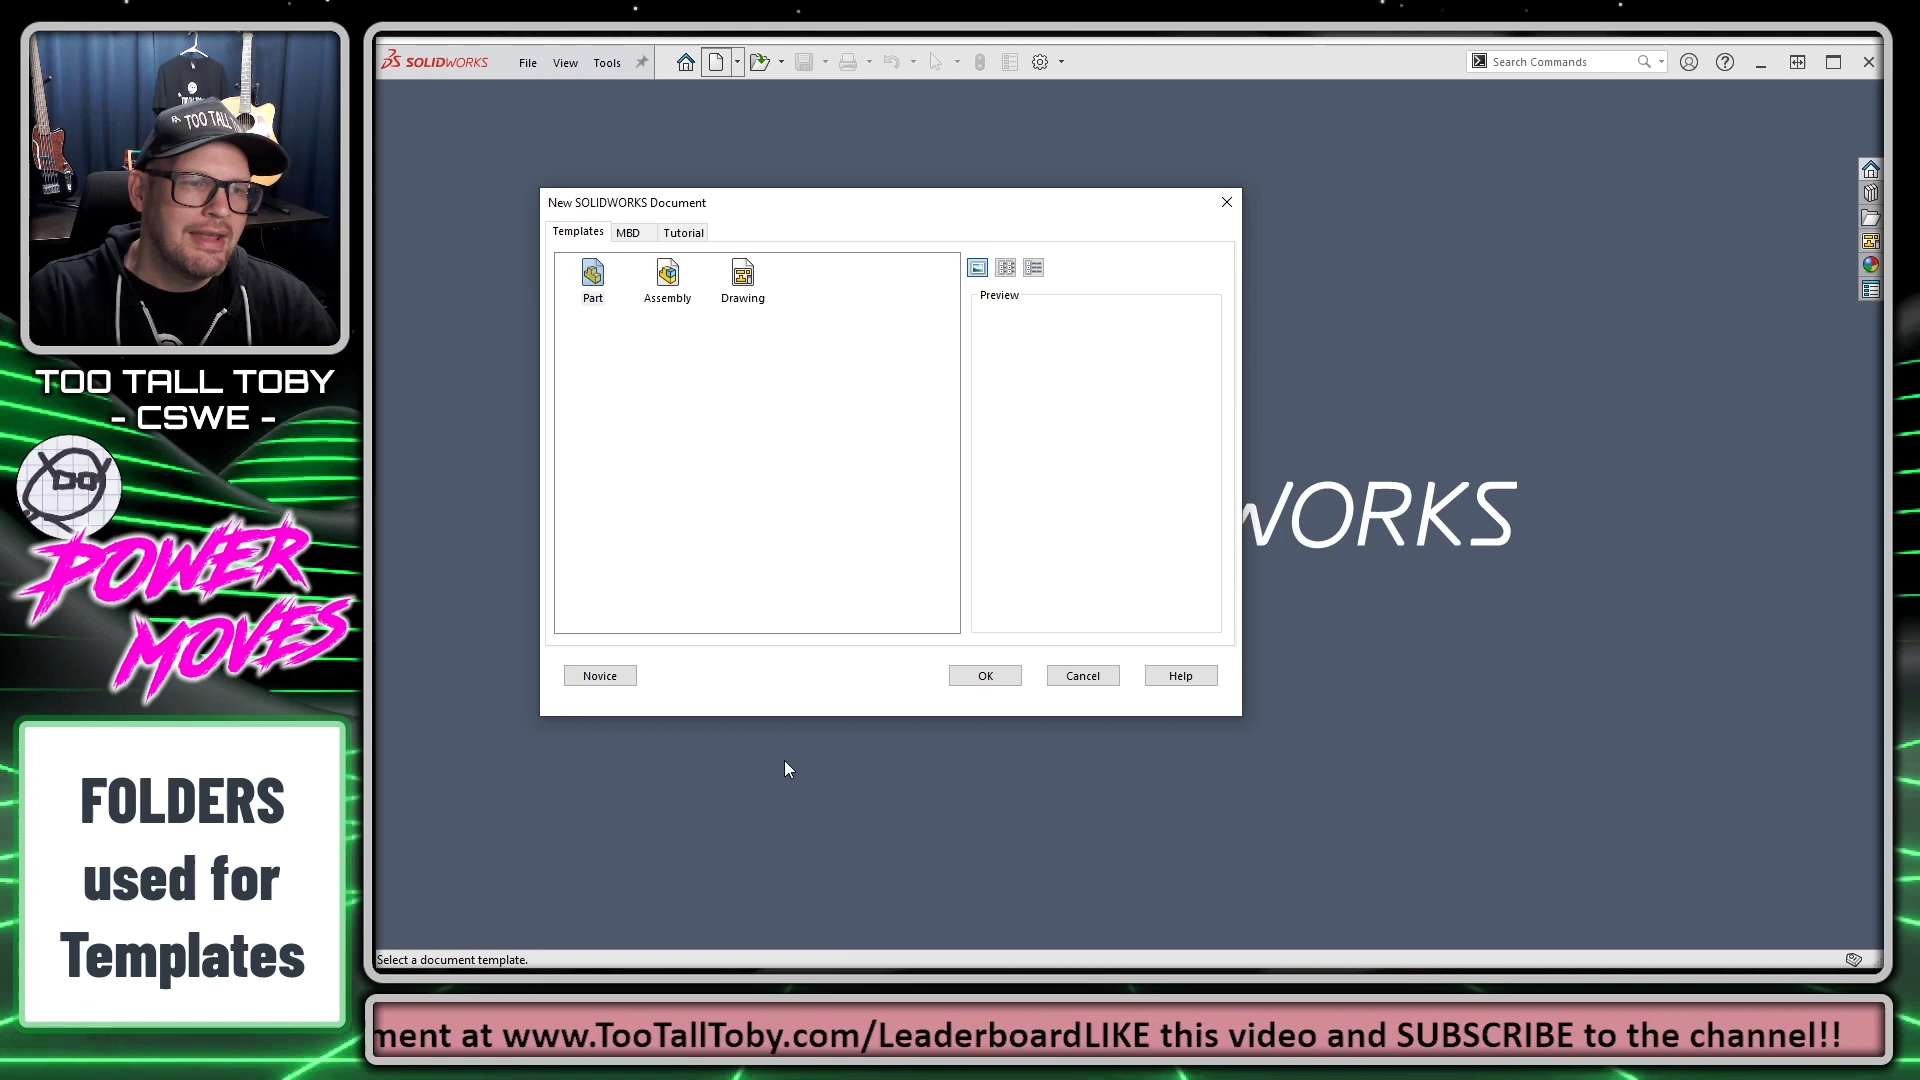 TOO TALL
TOO TALL TOBY
- CSWE -
POWER
MOVES
FOLDERS
used for
Templates
SOLIDWORKS
File
View
Tools
Search Commands
New SOLIDWORKS Document
Templates
MBD
Tutorial
Part
Assembly
Drawing
Preview
Novice
OK
Cancel
Help
WORKS
Select a document template.
ment at www.TooTallToby.com/LeaderboardLIKE this video and SUBSCRIBE to the channel!!